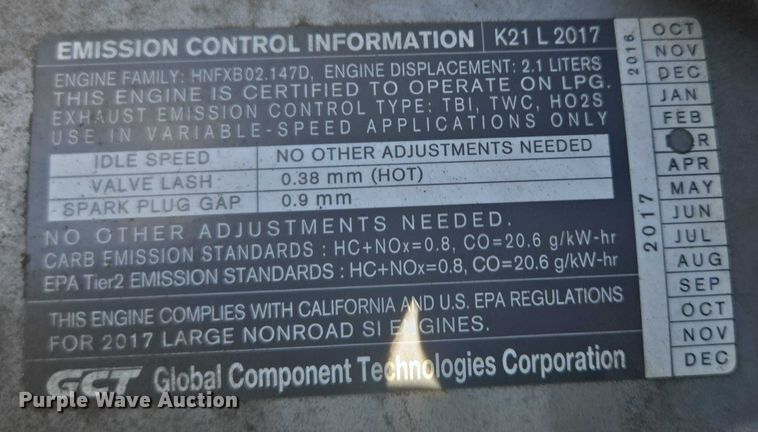 EMISSION CONTROL INFORMATION K21 L 2017
ENGINE FAMILY: HNFXB02.147D, ENGINE DISPLACEMENT: 2.1 LITERS
THIS ENGINE IS CERTIFIED TO OPERATE ON LPG.
EXHAUST EMISSION CONTROL TYPE: TBI, TWC, HO2S
USE IN VARIABLE-SPEED APPLICATIONS ONLY
IDLE SPEED NO OTHER ADJUSTMENTS NEEDED
VALVE LASH 0.38 mm (HOT)
SPARK PLUG GAP 0.9 mm
NO OTHER ADJUSTMENTS NEEDED.
CARB EMISSION STANDARDS : HC+NOx=0.8, CO=20.6 g/kW-hr
EPA Tier2 EMISSION STANDARDS : HC+NOx=0.8, CO=20.6 g/kW-hr
THIS ENGINE COMPLIES WITH CALIFORNIA AND U.S. EPA REGULATIONS
FOR 2017 LARGE NONROAD SI ENGINES.
GCT Global Component Technologies Corporation
2016
OCT
NOV
DEC
2017
JAN
FEB
APR
MAY
JUN
JUL
AUG
SEP
OCT
NOV
DEC
Purple Wave Auction